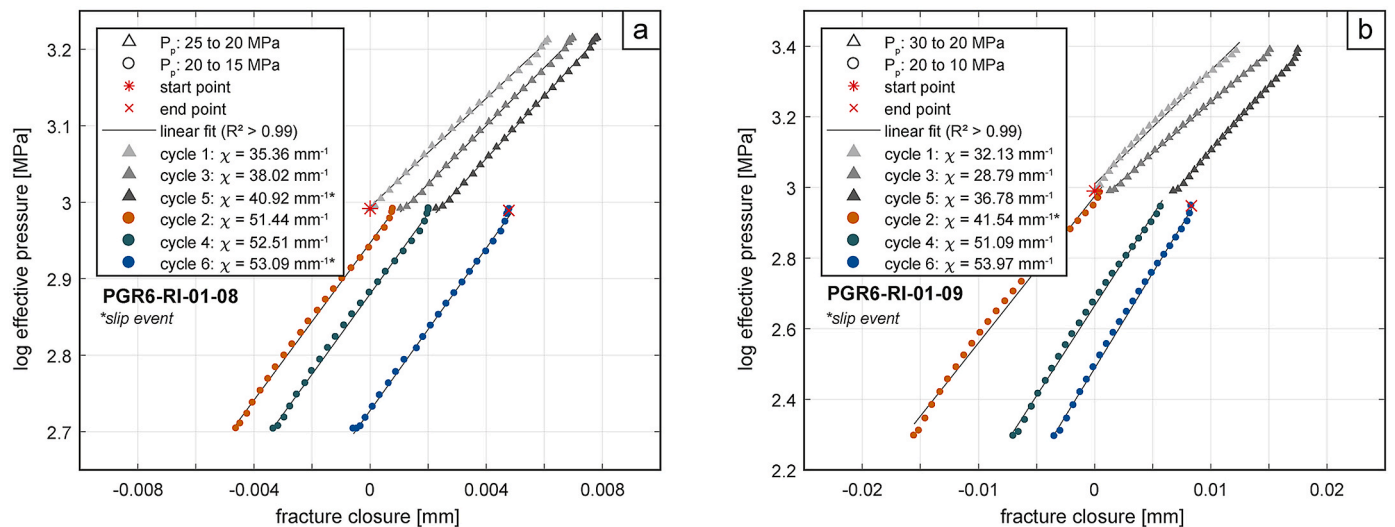 a
P_p: 25 to 20 MPa
P_p: 20 to 15 MPa
start point
end point
linear fit (R² > 0.99)
cycle 1: χ = 35.36 mm⁻¹
cycle 3: χ = 38.02 mm⁻¹
cycle 5: χ = 40.92 mm⁻¹*
cycle 2: χ = 51.44 mm⁻¹
cycle 4: χ = 52.51 mm⁻¹
cycle 6: χ = 53.09 mm⁻¹*
PGR6-RI-01-08
*slip event
log effective pressure [MPa]
3.2
3.1
3
2.9
2.8
2.7
-0.008
-0.004
0
0.004
0.008
fracture closure [mm]
b
P_p: 30 to 20 MPa
P_p: 20 to 10 MPa
start point
end point
linear fit (R² > 0.99)
cycle 1: χ = 32.13 mm⁻¹
cycle 3: χ = 28.79 mm⁻¹
cycle 5: χ = 36.78 mm⁻¹
cycle 2: χ = 41.54 mm⁻¹*
cycle 4: χ = 51.09 mm⁻¹
cycle 6: χ = 53.97 mm⁻¹
PGR6-RI-01-09
*slip event
log effective pressure [MPa]
3.4
3.2
3
2.8
2.6
2.4
2.2
-0.02
-0.01
0
0.01
0.02
fracture closure [mm]